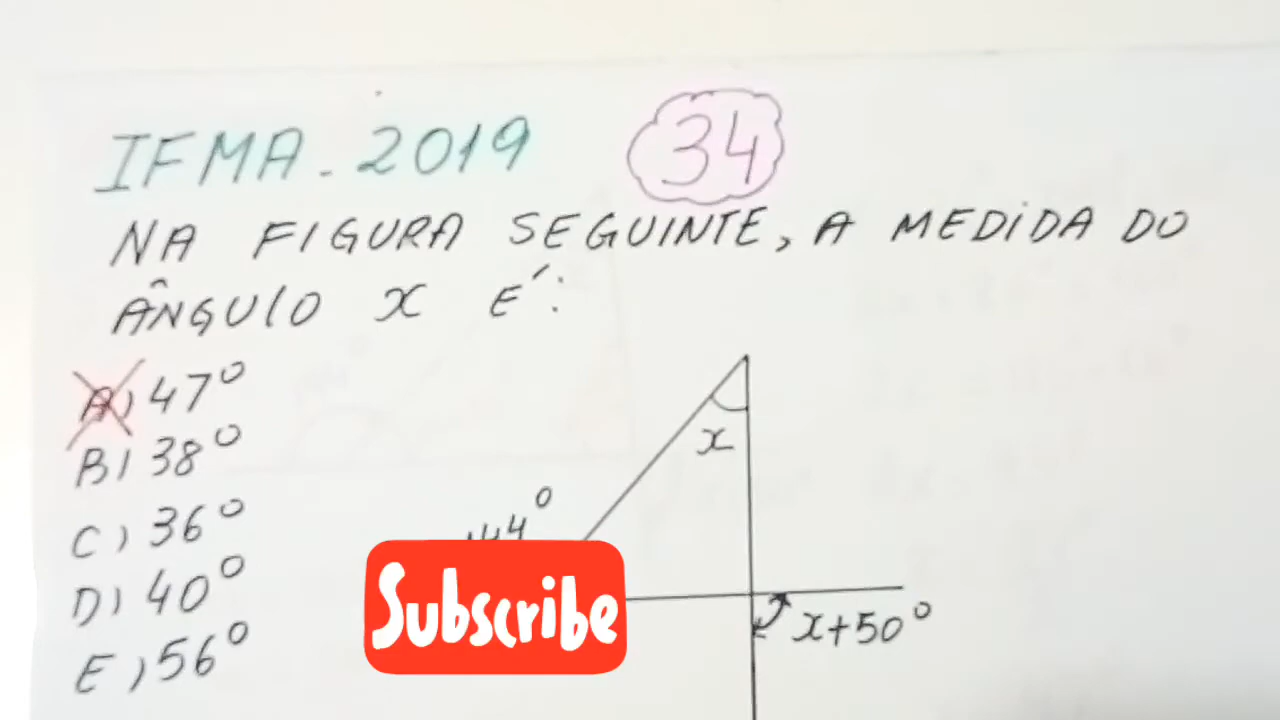 IFMA. 2019
34
NA FIGURA SEGUINTE, A MEDIDA DO
ÂNGULO X É:
A) 47°
B) 38°
C) 36°
D) 40°
E) 56°
x
x+50°
Subscribe